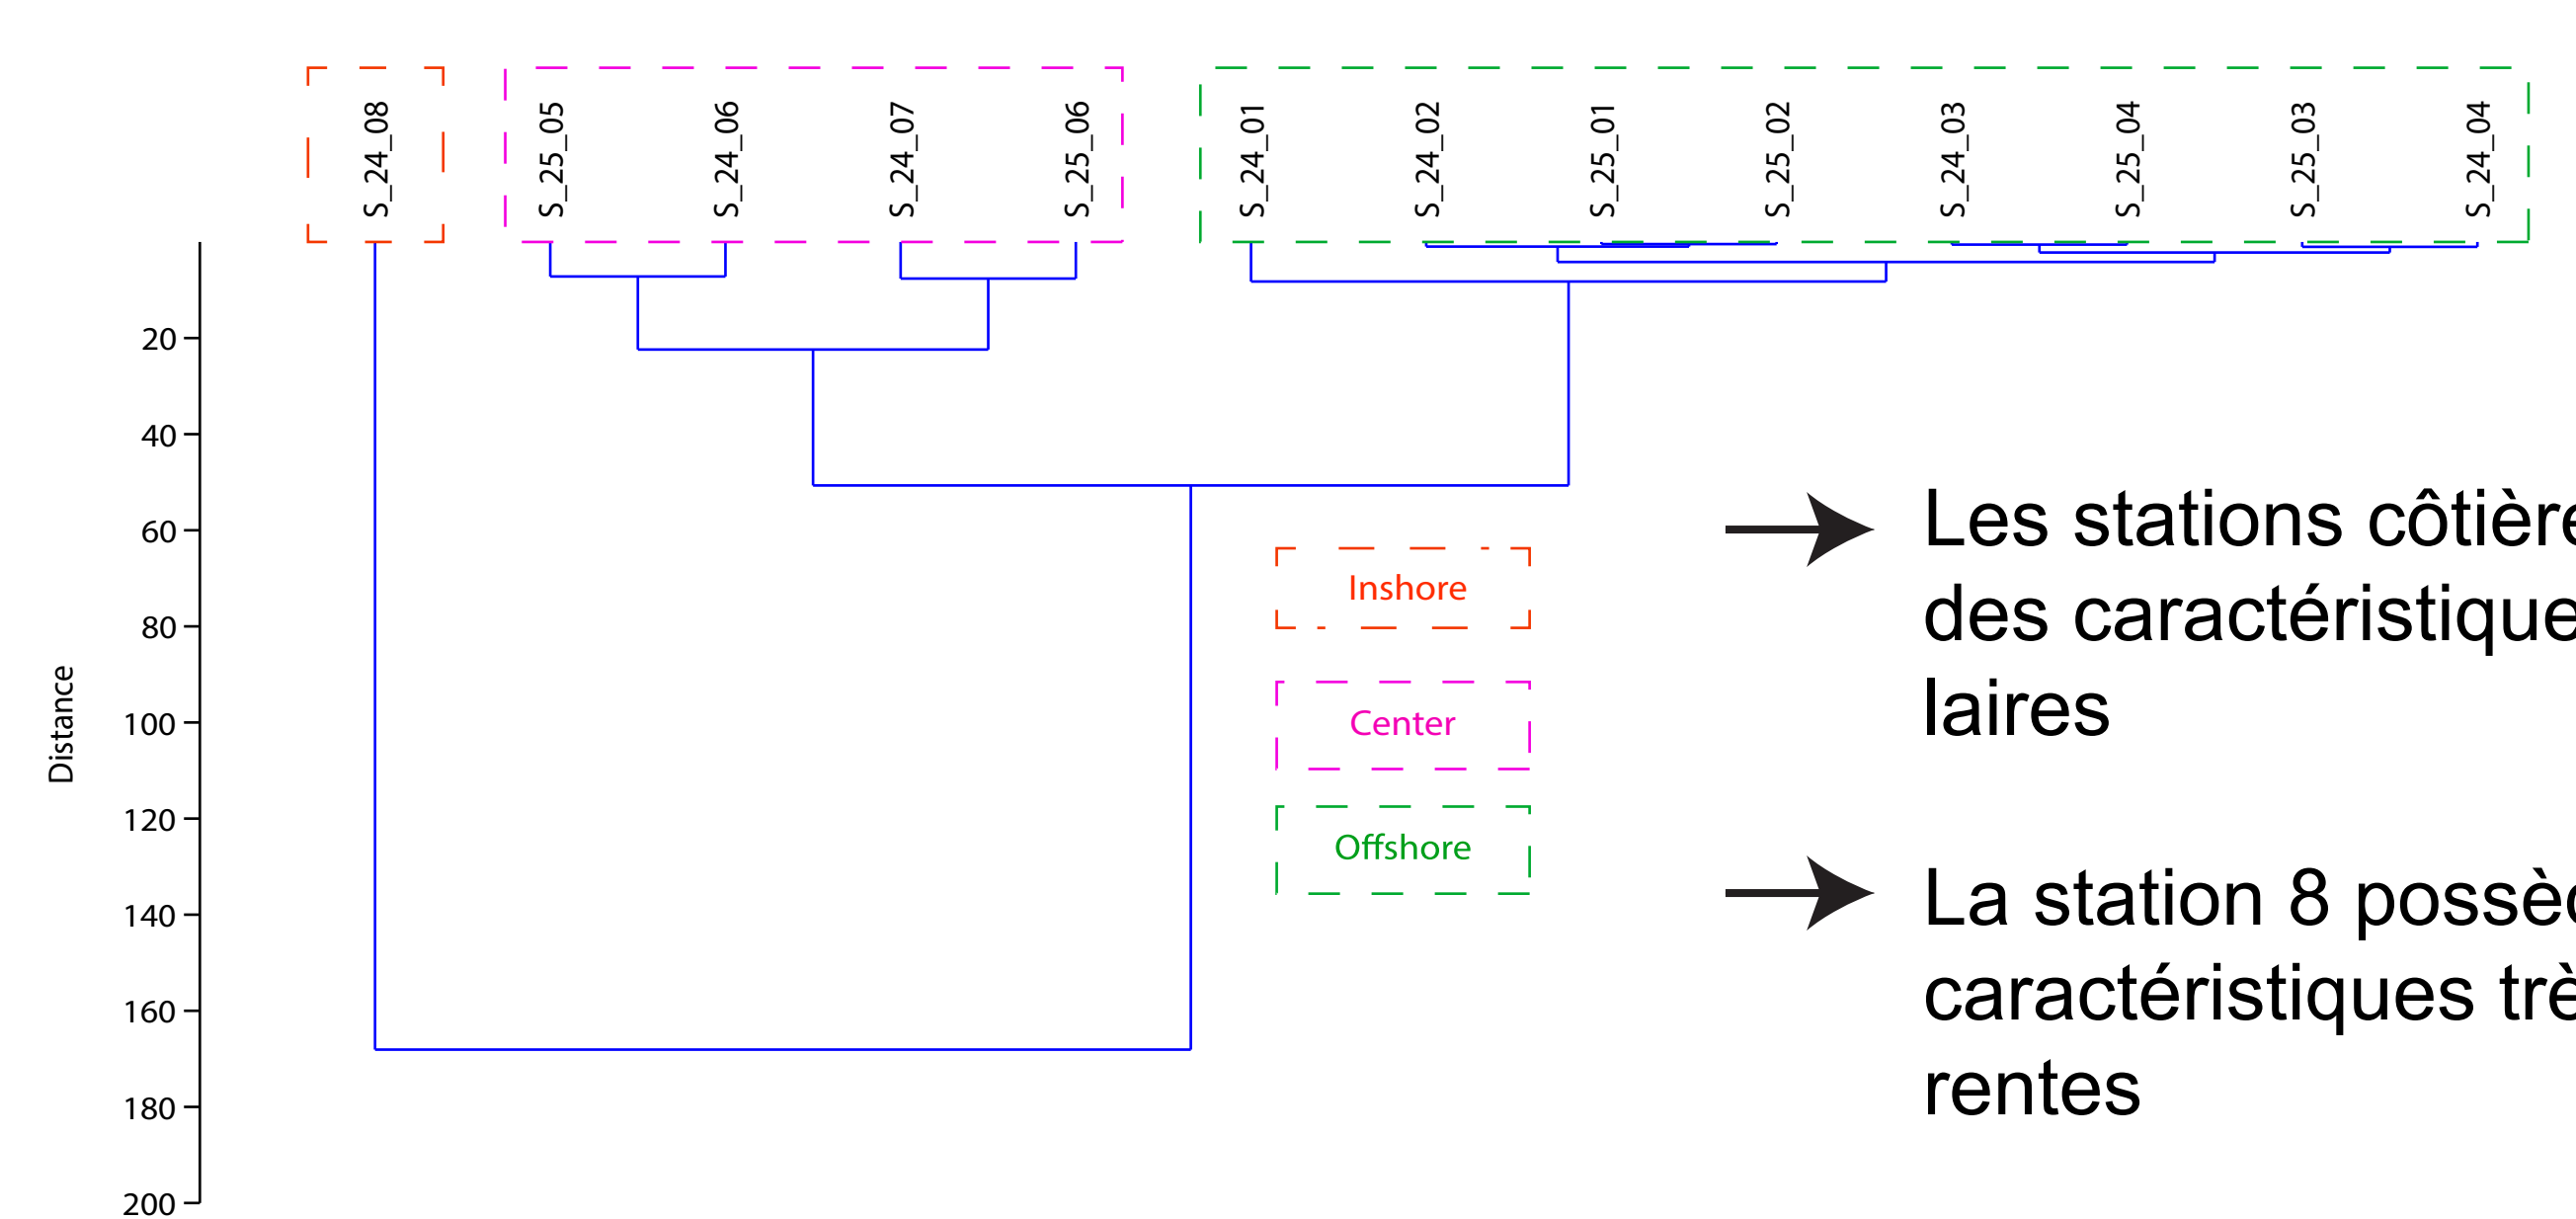 S_24_08
S_25_05
S_24_06
S_24_07
S_25_06
S_24_01
S_24_02
S_25_01
S_25_02
S_24_03
S_25_04
S_25_03
S_24_04
Distance
20
40
60
80
100
120
140
160
180
200
Inshore
Center
Offshore
Les stations côtière
des caractéristique
laires
La station 8 possè
caractéristiques trè
rentes